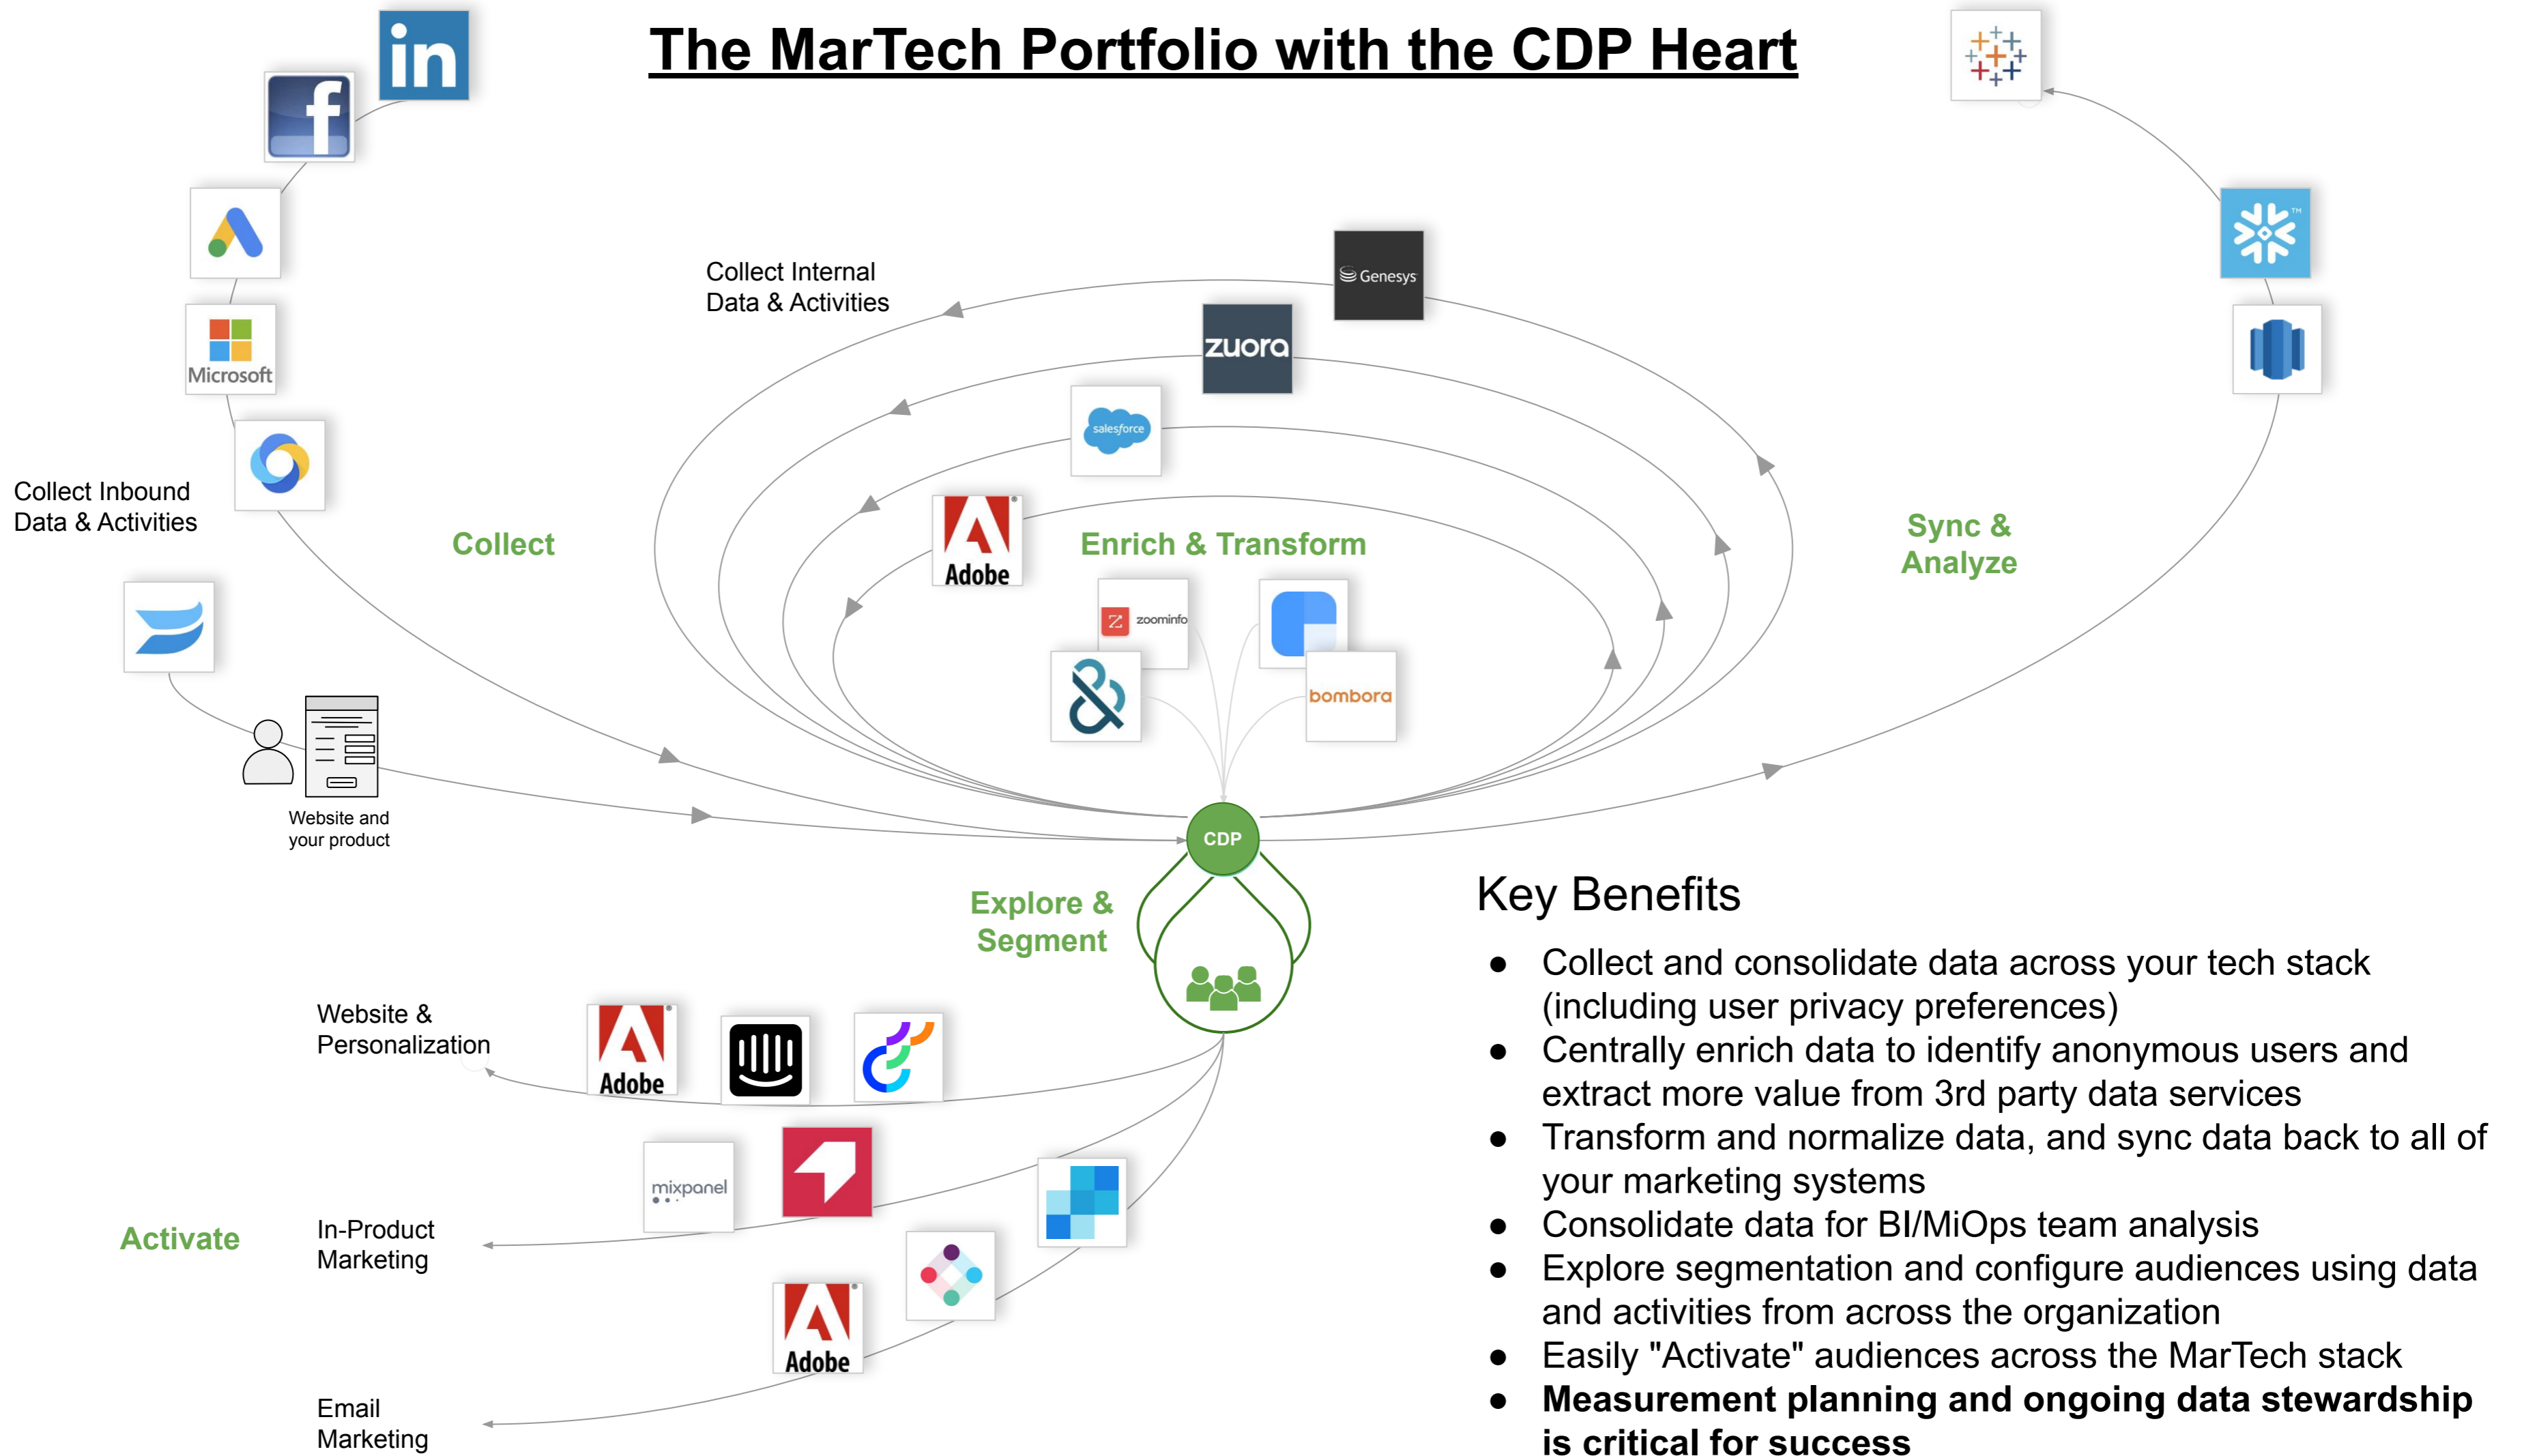 The MarTech Portfolio with the CDP Heart
in
f
Microsoft
Collect Inbound
Data & Activities
Collect
Website and
your product
Collect Internal
Data & Activities
Genesys
zuora
salesforce
Adobe
Enrich & Transform
zoominfo
bombora
Sync &
Analyze
CDP
Explore &
Segment
Website &
Personalization
Adobe
mixpanel
Activate
In-Product
Marketing
Adobe
Email
Marketing
Key Benefits
● Collect and consolidate data across your tech stack
(including user privacy preferences)
● Centrally enrich data to identify anonymous users and
extract more value from 3rd party data services
● Transform and normalize data, and sync data back to all of
your marketing systems
● Consolidate data for BI/MiOps team analysis
● Explore segmentation and configure audiences using data
and activities from across the organization
● Easily "Activate" audiences across the MarTech stack
● Measurement planning and ongoing data stewardship
is critical for success